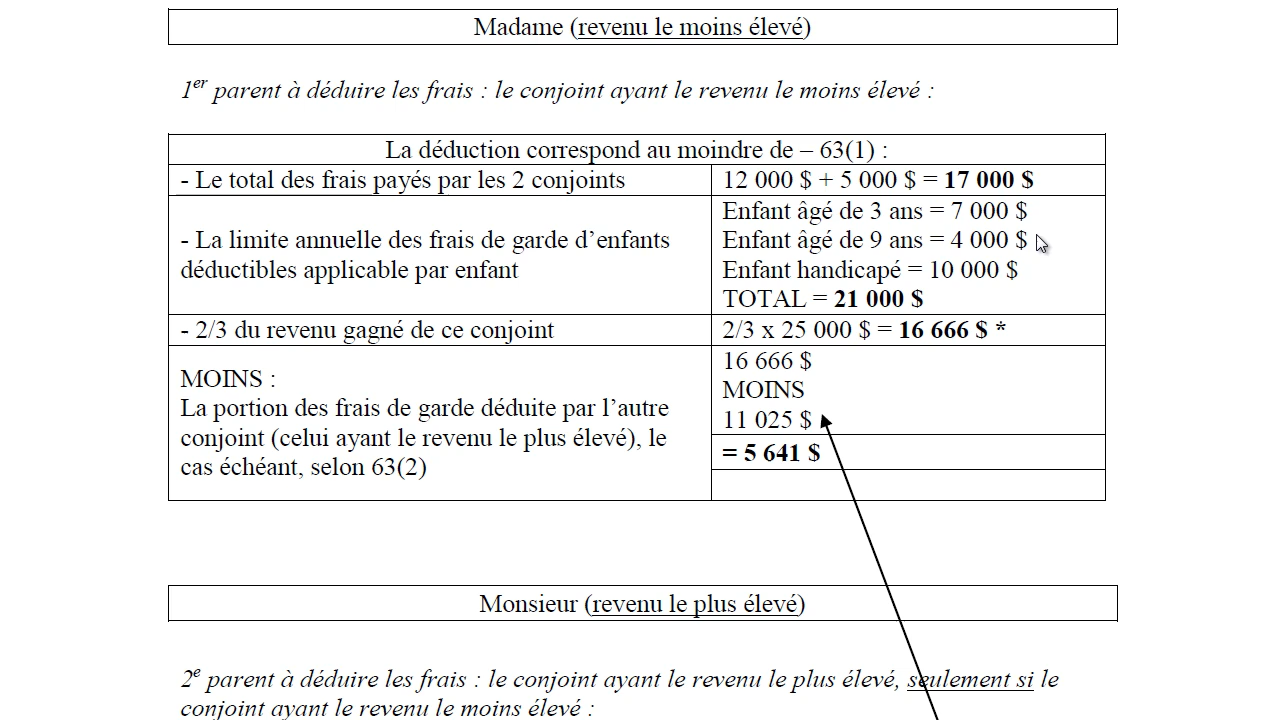 Madame (revenu le moins élevé)
1er parent à déduire les frais : le conjoint ayant le revenu le moins élevé :
La déduction correspond au moindre de – 63(1) :
- Le total des frais payés par les 2 conjoints
12 000 $ + 5 000 $ = 17 000 $
- La limite annuelle des frais de garde d’enfants
déductibles applicable par enfant
Enfant âgé de 3 ans = 7 000 $
Enfant âgé de 9 ans = 4 000 $
Enfant handicapé = 10 000 $
TOTAL = 21 000 $
- 2/3 du revenu gagné de ce conjoint
2/3 x 25 000 $ = 16 666 $ *
MOINS :
La portion des frais de garde déduite par l’autre
conjoint (celui ayant le revenu le plus élevé), le
cas échéant, selon 63(2)
16 666 $
MOINS
11 025 $
= 5 641 $
Monsieur (revenu le plus élevé)
2e parent à déduire les frais : le conjoint ayant le revenu le plus élevé, seulement si le
conjoint ayant le revenu le moins élevé :